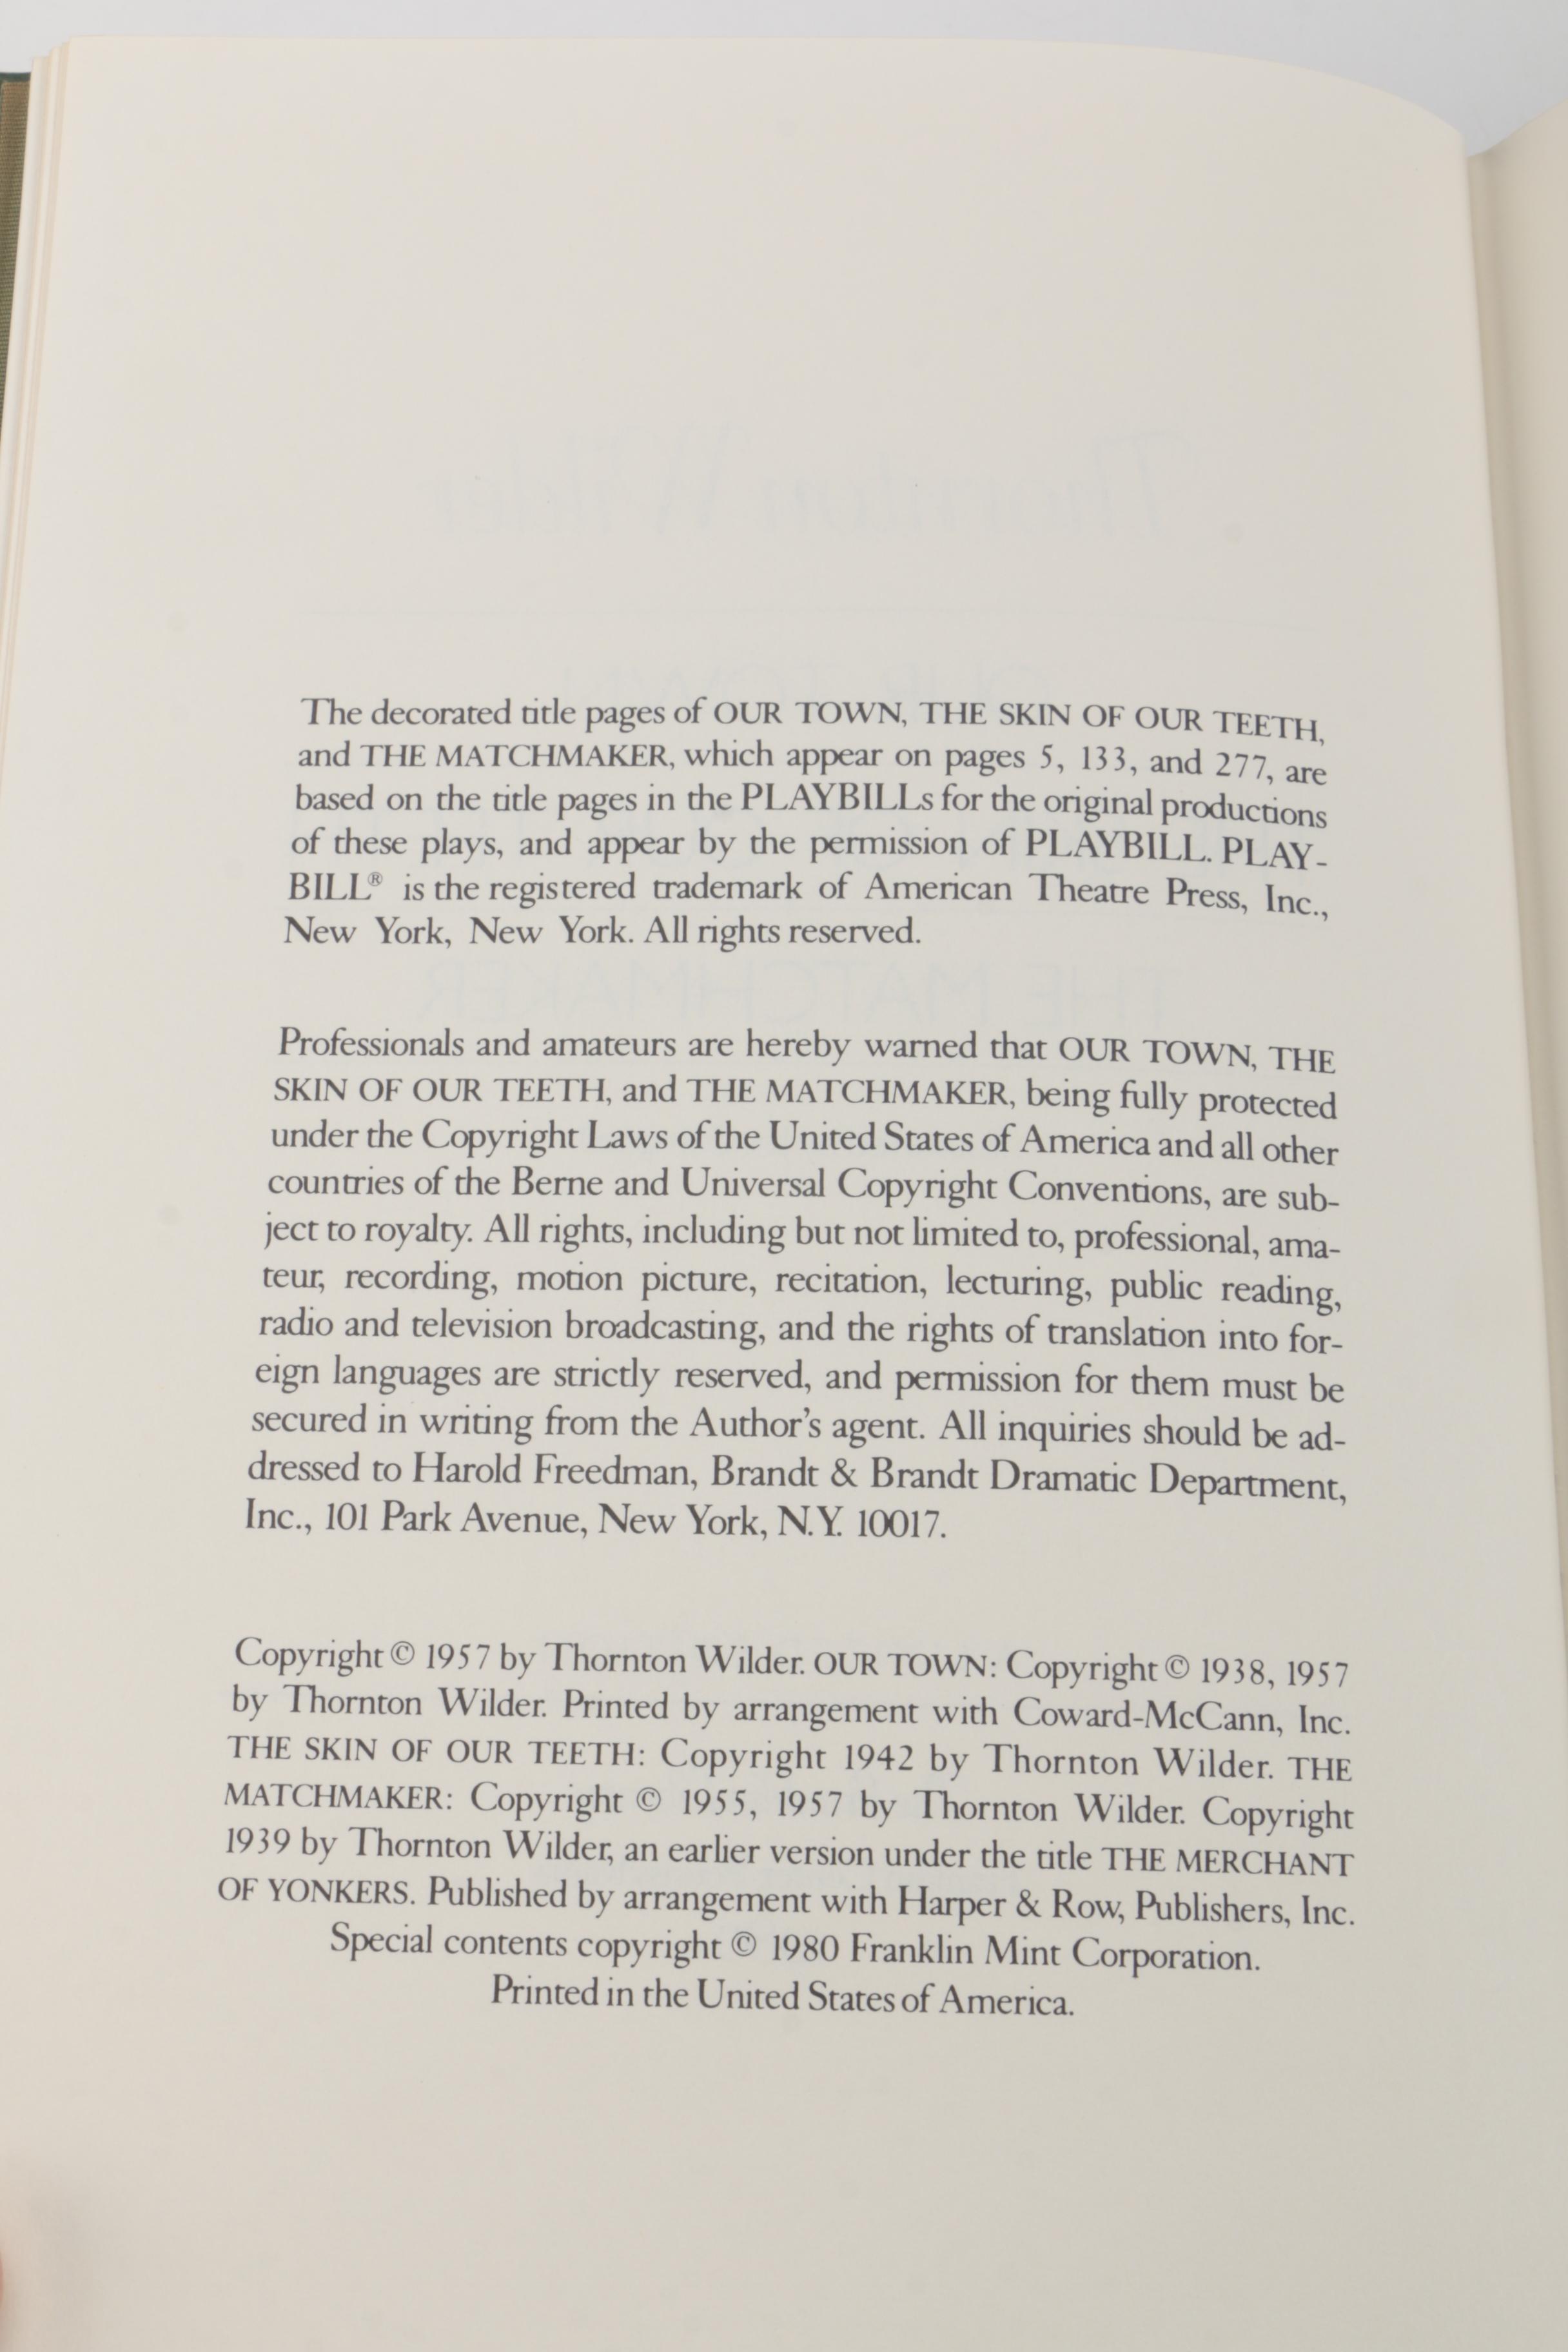 The decorated title pages of OUR TOWN, THE SKIN OF OUR TEETH,
and THE MATCHMAKER, which appear on pages 5, 133, and 277, are
based on the title pages in the PLAYBILLs for the original productions
of these plays, and appear by the permission of PLAYBILL. PLAY-
BILL® is the registered trademark of American Theatre Press, Inc.,
New York, New York. All rights reserved.
Professionals and amateurs are hereby warned that OUR TOWN, THE
SKIN OF OUR TEETH, and THE MATCHMAKER, being fully protected
under the Copyright Laws of the United States of America and all other
countries of the Berne and Universal Copyright Conventions, are sub-
ject to royalty. All rights, including but not limited to, professional, ama-
teur, recording, motion picture, recitation, lecturing, public reading,
radio and television broadcasting, and the rights of translation into for-
eign languages are strictly reserved, and permission for them must be
secured in writing from the Author's agent. All inquiries should be ad-
dressed to Harold Freedman, Brandt & Brandt Dramatic Department,
Inc., 101 Park Avenue, New York, N.Y. 10017.
Copyright © 1957 by Thornton Wilder. OUR TOWN: Copyright © 1938, 1957
by Thornton Wilder. Printed by arrangement with Coward-McCann, Inc.
THE SKIN OF OUR TEETH: Copyright 1942 by Thornton Wilder. THE
MATCHMAKER: Copyright © 1955, 1957 by Thornton Wilder. Copyright
1939 by Thornton Wilder, an earlier version under the title THE MERCHANT
OF YONKERS. Published by arrangement with Harper & Row, Publishers, Inc.
Special contents copyright © 1980 Franklin Mint Corporation.
Printed in the United States of America.